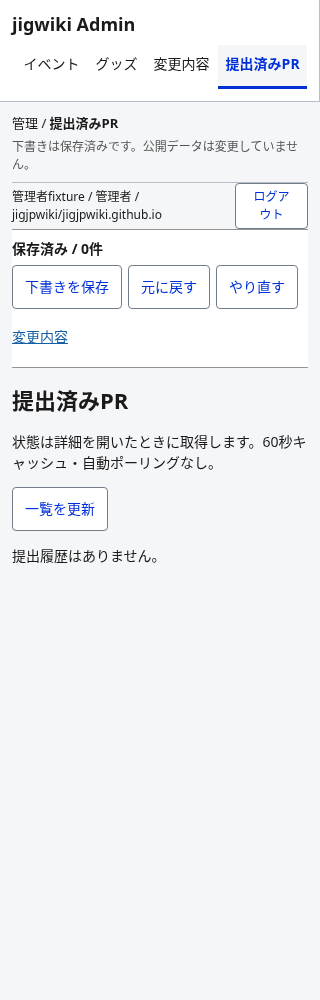 jigwiki Admin
イベント グッズ 変更内容 提出済みPR
管理 / 提出済みPR
下書きは保存済みです。公開データは変更していませ
ん。
管理者fixture / 管理者 /
jigjpwiki/jigjpwiki.github.io
ログア
ウト
保存済み / 0件
下書きを保存 元に戻す やり直す
変更内容
提出済みPR
状態は詳細を開いたときに取得します。60秒キ
ャッシュ・自動ポーリングなし。
一覧を更新
提出履歴はありません。